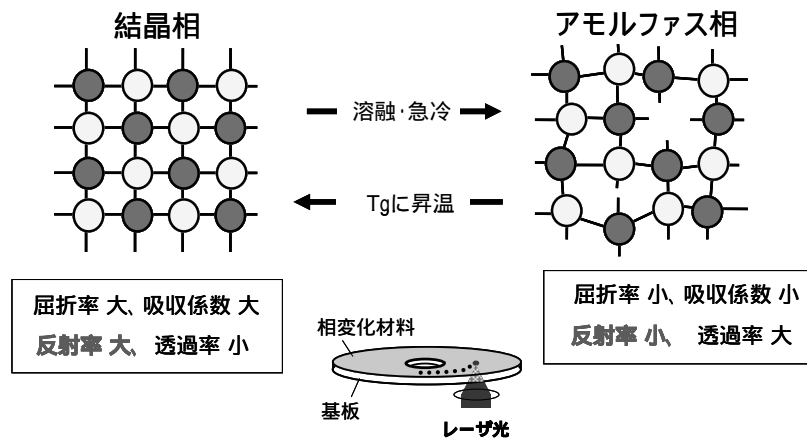 結晶相
アモルファス相
溶融・急冷
Tgに昇温
屈折率 大、吸収係数 大
反射率 大、透過率 小
屈折率 小、吸収係数 小
反射率 小、透過率 大
相変化材料
基板
レーザ光